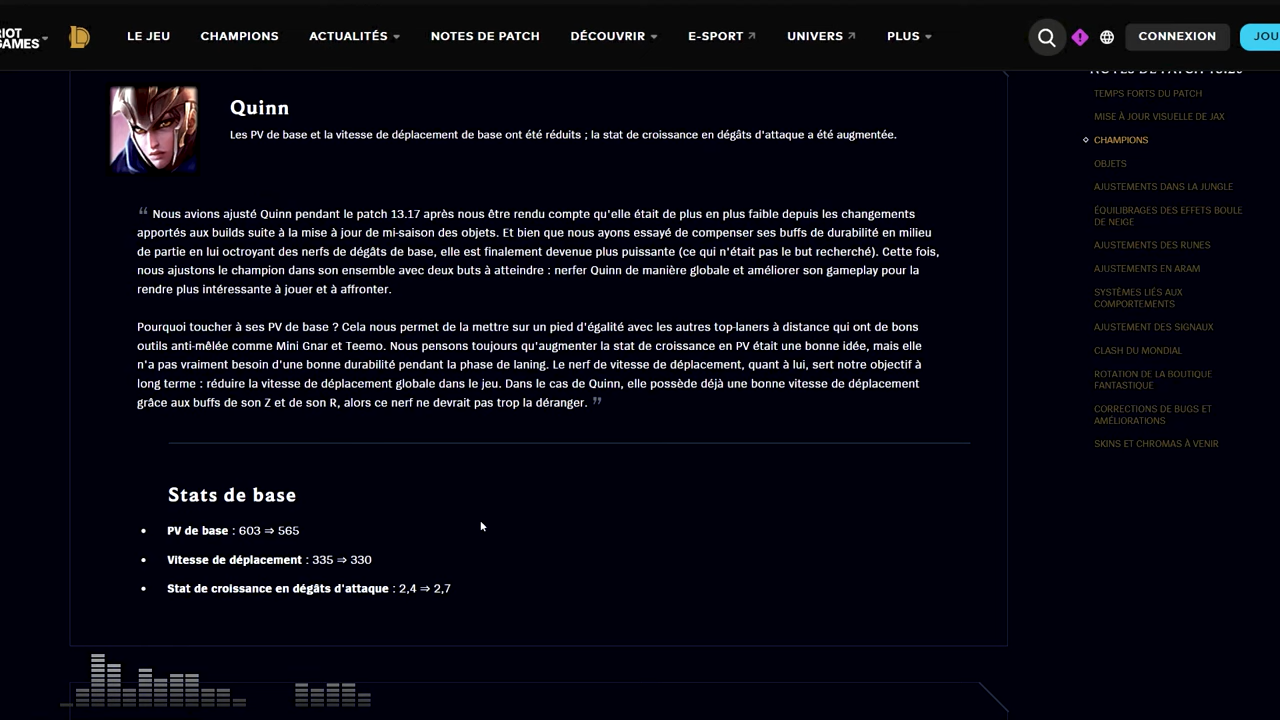 RIOT
GAMES
LE JEU
CHAMPIONS
ACTUALITÉS
NOTES DE PATCH
DÉCOUVRIR
E-SPORT
UNIVERS
PLUS
CONNEXION
JOU
Quinn
Les PV de base et la vitesse de déplacement de base ont été réduits ; la stat de croissance en dégâts d'attaque a été augmentée.
“ Nous avions ajusté Quinn pendant le patch 13.17 après nous être rendu compte qu'elle était de plus en plus faible depuis les changements
apportés aux builds suite à la mise à jour de mi-saison des objets. Et bien que nous ayons essayé de compenser ses buffs de durabilité en milieu
de partie en lui octroyant des nerfs de dégâts de base, elle est finalement devenue plus puissante (ce qui n'était pas le but recherché). Cette fois,
nous ajustons le champion dans son ensemble avec deux buts à atteindre : nerfer Quinn de manière globale et améliorer son gameplay pour la
rendre plus intéressante à jouer et à affronter.
Pourquoi toucher à ses PV de base ? Cela nous permet de la mettre sur un pied d'égalité avec les autres top-laners à distance qui ont de bons
outils anti-mêlée comme Mini Gnar et Teemo. Nous pensons toujours qu'augmenter la stat de croissance en PV était une bonne idée, mais elle
n'a pas vraiment besoin d'une bonne durabilité pendant la phase de laning. Le nerf de vitesse de déplacement, quant à lui, sert notre objectif à
long terme : réduire la vitesse de déplacement globale dans le jeu. Dans le cas de Quinn, elle possède déjà une bonne vitesse de déplacement
grâce aux buffs de son Z et de son R, alors ce nerf ne devrait pas trop la déranger. ”
Stats de base
• PV de base : 603 ⇒ 565
• Vitesse de déplacement : 335 ⇒ 330
• Stat de croissance en dégâts d'attaque : 2,4 ⇒ 2,7
NOTES DE PATCH
TEMPS FORTS DU PATCH
MISE À JOUR VISUELLE DE JAX
CHAMPIONS
OBJETS
AJUSTEMENTS DANS LA JUNGLE
ÉQUILIBRAGES DES EFFETS BOULE
DE NEIGE
AJUSTEMENTS DES RUNES
AJUSTEMENTS EN ARAM
SYSTÈMES LIÉS AUX
COMPORTEMENTS
AJUSTEMENT DES SIGNAUX
CLASH DU MONDIAL
ROTATION DE LA BOUTIQUE
FANTASTIQUE
CORRECTIONS DE BUGS ET
AMÉLIORATIONS
SKINS ET CHROMAS À VENIR